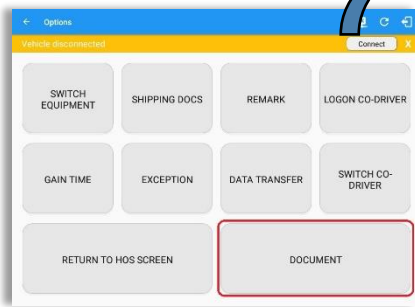 Options
Vehicle disconnected
Connect X
SWITCH
EQUIPMENT
SHIPPING DOCS
REMARK
LOGON CO-DRIVER
GAIN TIME
EXCEPTION
DATA TRANSFER
SWITCH CO-
DRIVER
RETURN TO HOS SCREEN
DOCUMENT